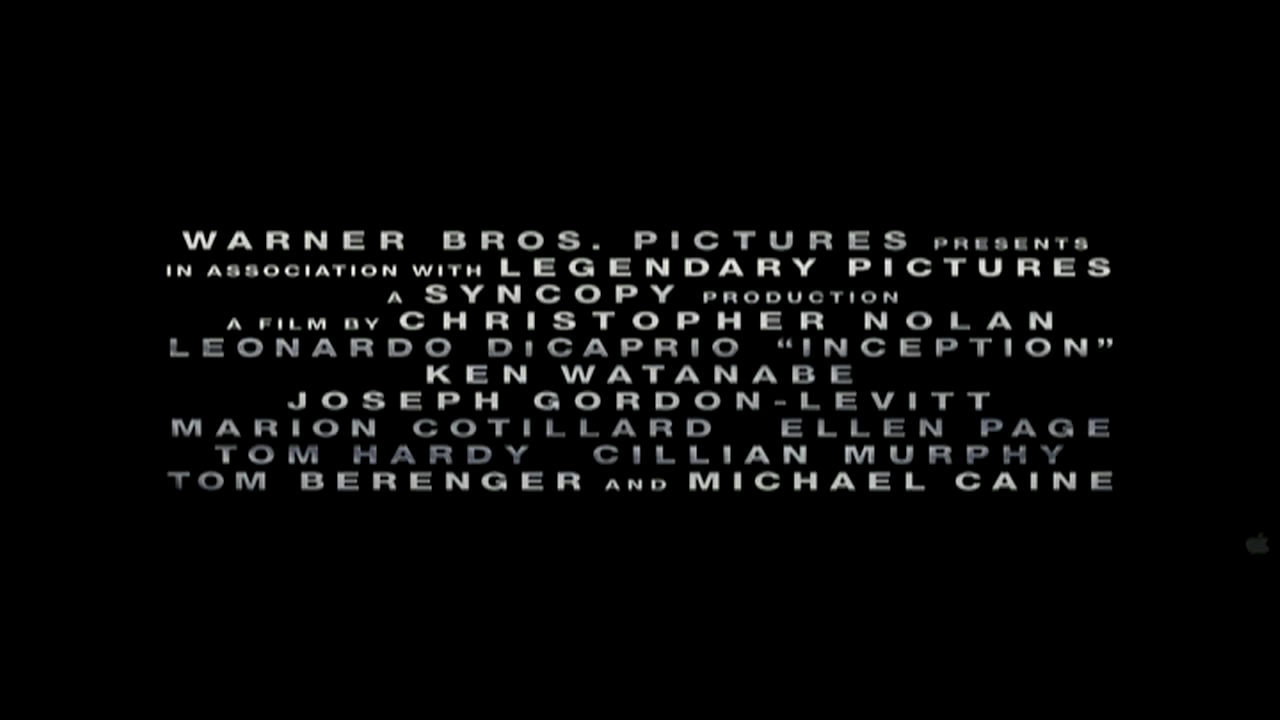 WARNER BROS. PICTURES PRESENTS
IN ASSOCIATION WITH LEGENDARY PICTURES
A SYNCOPY PRODUCTION
A FILM BY CHRISTOPHER NOLAN
LEONARDO DiCAPRIO “INCEPTION”
KEN WATANABE
JOSEPH GORDON-LEVITT
MARION COTILLARD ELLEN PAGE
TOM HARDY CILLIAN MURPHY
TOM BERENGER AND MICHAEL CAINE